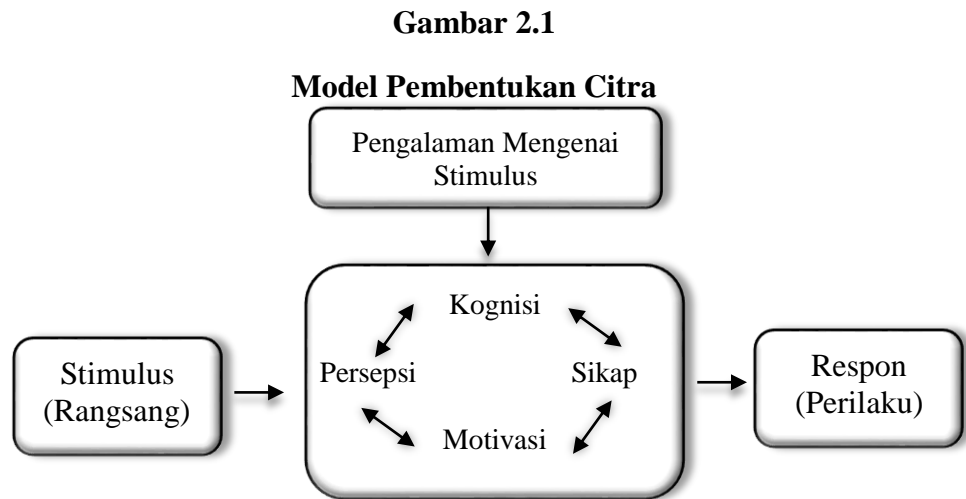 Gambar 2.1
Model Pembentukan Citra
Pengalaman Mengenai
Stimulus
Kognisi
Persepsi
Sikap
Motivasi
Stimulus
(Rangsang)
Respon
(Perilaku)